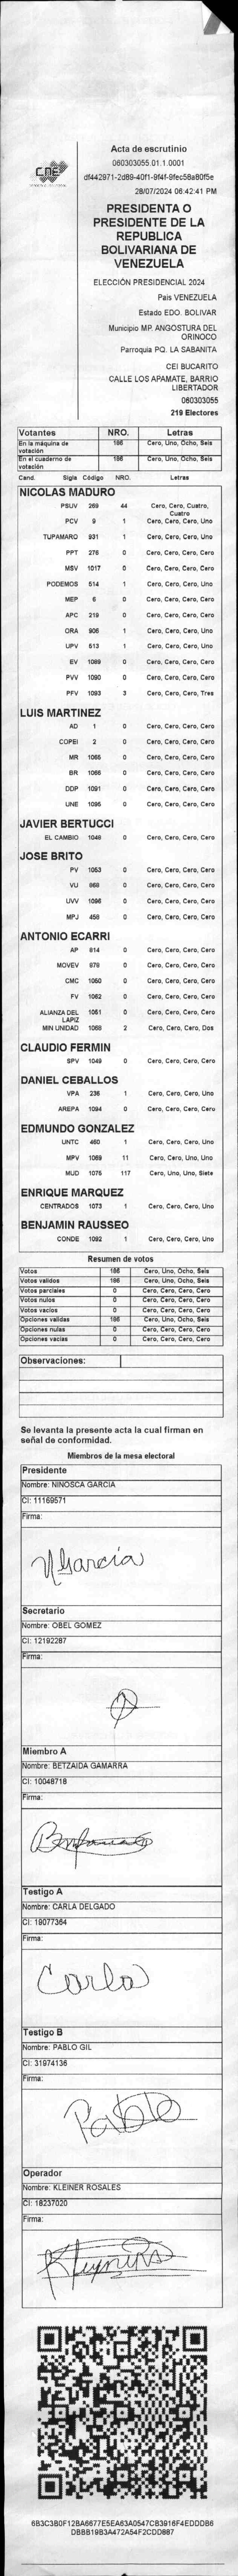 CNE
Acta de escrutinio
060303055.01.1.0001
df442971-2d89-40f1-9f4f-9fec58a80f5e
28/07/2024 06:42:41 PM
PRESIDENTA O
PRESIDENTE DE LA
REPUBLICA
BOLIVARIANA DE
VENEZUELA
ELECCIÓN PRESIDENCIAL 2024
Pais VENEZUELA
Estado EDO. BOLIVAR
Municipio MP. ANGOSTURA DEL
ORINOCO
Parroquia PQ. LA SABANITA
CEI BUCARITO
CALLE LOS APAMATE, BARRIO
LIBERTADOR
060303055
219 Electores
Votantes NRO. Letras
En la máquina de votación 186 Cero, Uno, Ocho, Seis
En el cuaderno de votación 186 Cero, Uno, Ocho, Seis
Cand. Sigla Código NRO. Letras
NICOLAS MADURO
PSUV 269 44 Cero, Cero, Cuatro, Cuatro
PCV 9 1 Cero, Cero, Cero, Uno
TUPAMARO 931 1 Cero, Cero, Cero, Uno
PPT 276 0 Cero, Cero, Cero, Cero
MSV 1017 0 Cero, Cero, Cero, Cero
PODEMOS 514 1 Cero, Cero, Cero, Uno
MEP 6 0 Cero, Cero, Cero, Cero
APC 219 0 Cero, Cero, Cero, Cero
ORA 906 1 Cero, Cero, Cero, Uno
UPV 513 1 Cero, Cero, Cero, Uno
EV 1089 0 Cero, Cero, Cero, Cero
PVV 1090 0 Cero, Cero, Cero, Cero
PFV 1093 3 Cero, Cero, Cero, Tres
LUIS MARTINEZ
AD 1 0 Cero, Cero, Cero, Cero
COPEI 2 0 Cero, Cero, Cero, Cero
MR 1065 0 Cero, Cero, Cero, Cero
BR 1066 0 Cero, Cero, Cero, Cero
DDP 1091 0 Cero, Cero, Cero, Cero
UNE 1095 0 Cero, Cero, Cero, Cero
JAVIER BERTUCCI
EL CAMBIO 1048 0 Cero, Cero, Cero, Cero
JOSE BRITO
PV 1053 0 Cero, Cero, Cero, Cero
VU 868 0 Cero, Cero, Cero, Cero
UVV 1096 0 Cero, Cero, Cero, Cero
MPJ 458 0 Cero, Cero, Cero, Cero
ANTONIO ECARRI
AP 814 0 Cero, Cero, Cero, Cero
MOVEV 878 0 Cero, Cero, Cero, Cero
CMC 1050 0 Cero, Cero, Cero, Cero
FV 1062 0 Cero, Cero, Cero, Cero
ALIANZA DEL LAPIZ 1051 0 Cero, Cero, Cero, Cero
MIN UNIDAD 1068 2 Cero, Cero, Cero, Dos
CLAUDIO FERMIN
SPV 1049 0 Cero, Cero, Cero, Cero
DANIEL CEBALLOS
VPA 236 1 Cero, Cero, Cero, Uno
AREPA 1094 0 Cero, Cero, Cero, Cero
EDMUNDO GONZALEZ
UNTC 460 1 Cero, Cero, Cero, Uno
MPV 1069 11 Cero, Cero, Uno, Uno
MUD 1075 117 Cero, Uno, Uno, Siete
ENRIQUE MARQUEZ
CENTRADOS 1073 1 Cero, Cero, Cero, Uno
BENJAMIN RAUSSEO
CONDE 1092 1 Cero, Cero, Cero, Uno
Resumen de votos
Votos 186 Cero, Uno, Ocho, Seis
Votos validos 186 Cero, Uno, Ocho, Seis
Votos parciales 0 Cero, Cero, Cero, Cero
Votos nulos 0 Cero, Cero, Cero, Cero
Votos vacios 0 Cero, Cero, Cero, Cero
Opciones validas 186 Cero, Uno, Ocho, Seis
Opciones nulas 0 Cero, Cero, Cero, Cero
Opciones vacias 0 Cero, Cero, Cero, Cero
Observaciones:
Se levanta la presente acta la cual firman en
señal de conformidad.
Miembros de la mesa electoral
Presidente
Nombre: NINOSCA GARCIA
CI: 11169571
Firma:
NGarcia
Secretario
Nombre: OBEL GOMEZ
CI: 12192287
Firma:
Miembro A
Nombre: BETZAIDA GAMARRA
CI: 10048718
Firma:
Testigo A
Nombre: CARLA DELGADO
CI: 19077364
Firma:
Carla
Testigo B
Nombre: PABLO GIL
CI: 31974136
Firma:
Pablo
Operador
Nombre: KLEINER ROSALES
CI: 18237020
Firma:
6B3C3B0F12BA6677E5EA63A0547CB3916F4EDDDB6
DBBB19B3A472A54F2CDD887